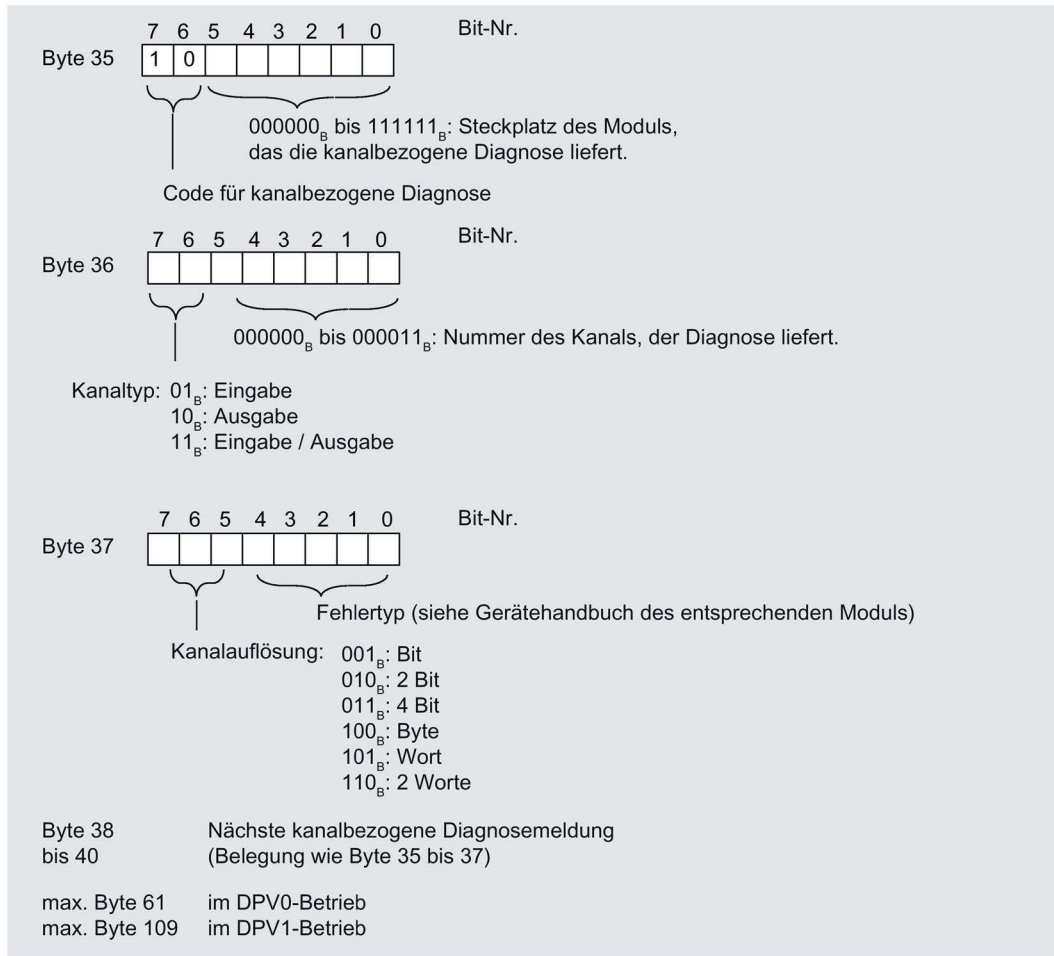 7 6 5 4 3 2 1 0 Bit-Nr.
Byte 35 1 0
000000B bis 111111B: Steckplatz des Moduls,
das die kanalbezogene Diagnose liefert.
Code für kanalbezogene Diagnose
7 6 5 4 3 2 1 0 Bit-Nr.
Byte 36
000000B bis 000011B: Nummer des Kanals, der Diagnose liefert.
Kanaltyp: 01B: Eingabe
10B: Ausgabe
11B: Eingabe / Ausgabe
7 6 5 4 3 2 1 0 Bit-Nr.
Byte 37
Fehlertyp (siehe Gerätehandbuch des entsprechenden Moduls)
Kanalauflösung: 001B: Bit
010B: 2 Bit
011B: 4 Bit
100B: Byte
101B: Wort
110B: 2 Worte
Byte 38 Nächste kanalbezogene Diagnosemeldung
bis 40 (Belegung wie Byte 35 bis 37)
max. Byte 61 im DPV0-Betrieb
max. Byte 109 im DPV1-Betrieb